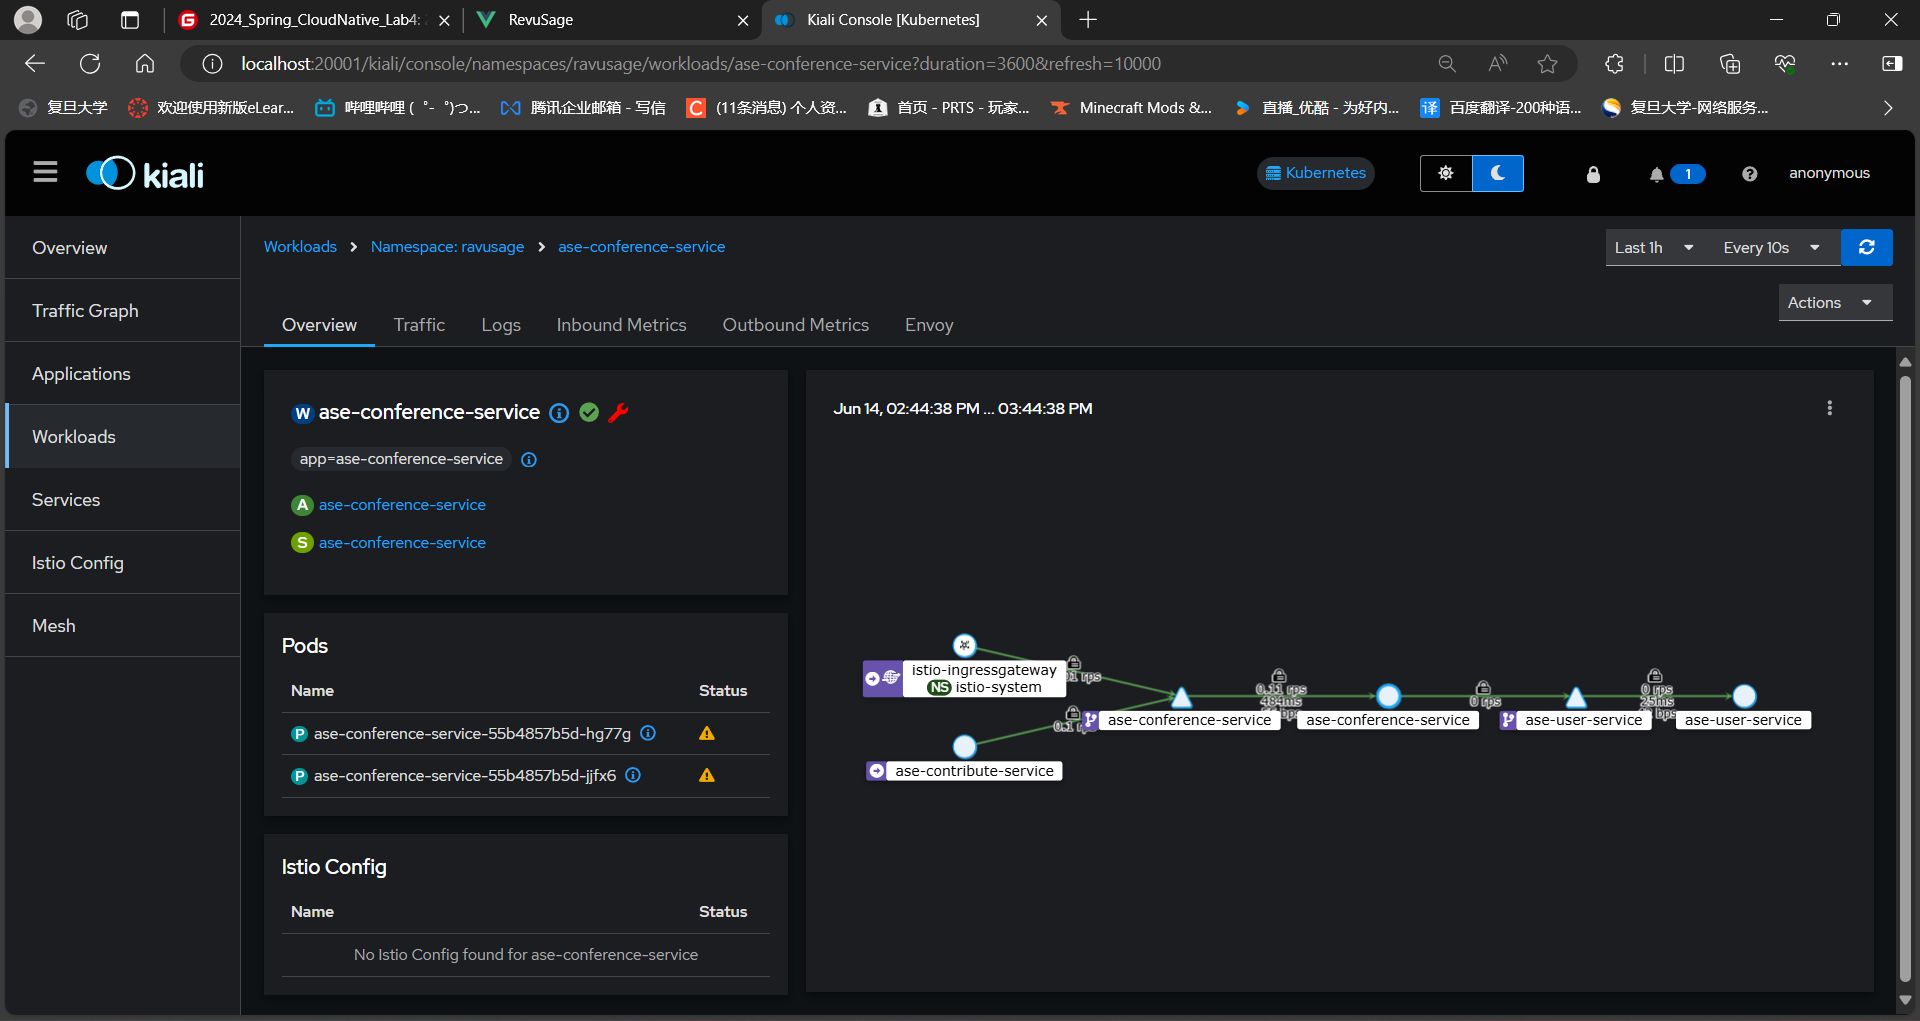 2024_Spring_CloudNative_Lab4:
RevuSage
Kiali Console [Kubernetes]
localhost:20001/kiali/console/namespaces/ravusage/workloads/ase-conference-service?duration=3600&refresh=10000
复旦大学
欢迎使用新版eLear...
哔哩哔哩 ( ゜- ゜)つ...
腾讯企业邮箱 - 写信
(11条消息) 个人资...
首页 - PRTS - 玩家...
Minecraft Mods &...
直播_优酷 - 为好内...
译 百度翻译-200种语...
复旦大学-网络服务...
kiali
Kubernetes
1
anonymous
Overview
Traffic Graph
Applications
Workloads
Services
Istio Config
Mesh
Workloads > Namespace: ravusage > ase-conference-service
Last 1h
Every 10s
Actions
Overview
Traffic
Logs
Inbound Metrics
Outbound Metrics
Envoy
W ase-conference-service
app=ase-conference-service
A ase-conference-service
S ase-conference-service
Pods
Name Status
P ase-conference-service-55b4857b5d-hg77g
P ase-conference-service-55b4857b5d-jjfx6
Istio Config
Name Status
No Istio Config found for ase-conference-service
Jun 14, 02:44:38 PM ... 03:44:38 PM
istio-ingressgateway
NS istio-system
ase-contribute-service
ase-conference-service
0.11 rps
484ms
ase-conference-service
0 rps
ase-user-service
0 rps
25ms
ase-user-service